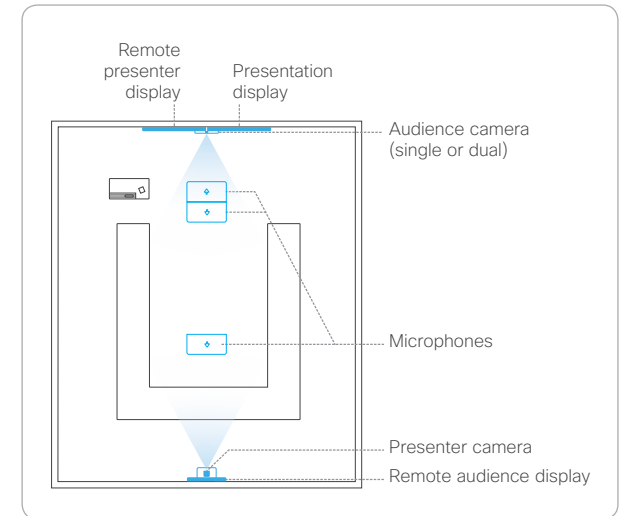 Remote
presenter
display
Presentation
display
Audience camera
(single or dual)
Microphones
Presenter camera
Remote audience display